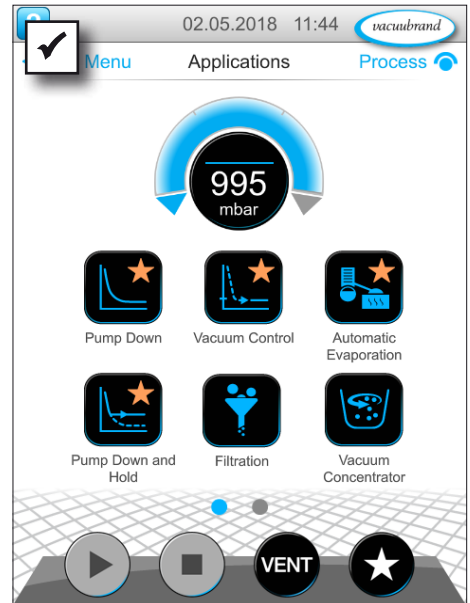 02.05.2018 11:44 vacuubrand
Menu Applications Process
995
mbar
Pump Down Vacuum Control Automatic
Evaporation
Pump Down and
Hold Filtration Vacuum
Concentrator
VENT